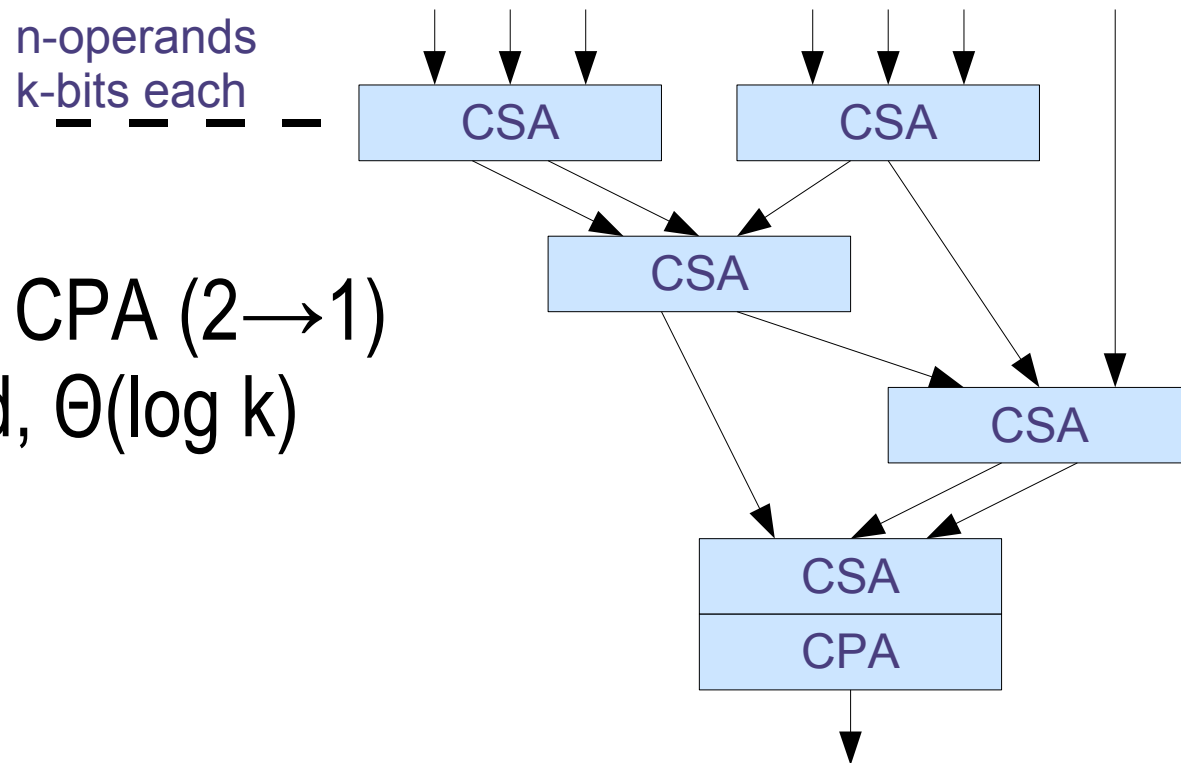 n-operands
k-bits each
CSA
CSA
CSA
CPA (2→1)
, Θ(log k)
CSA
CSA
CPA